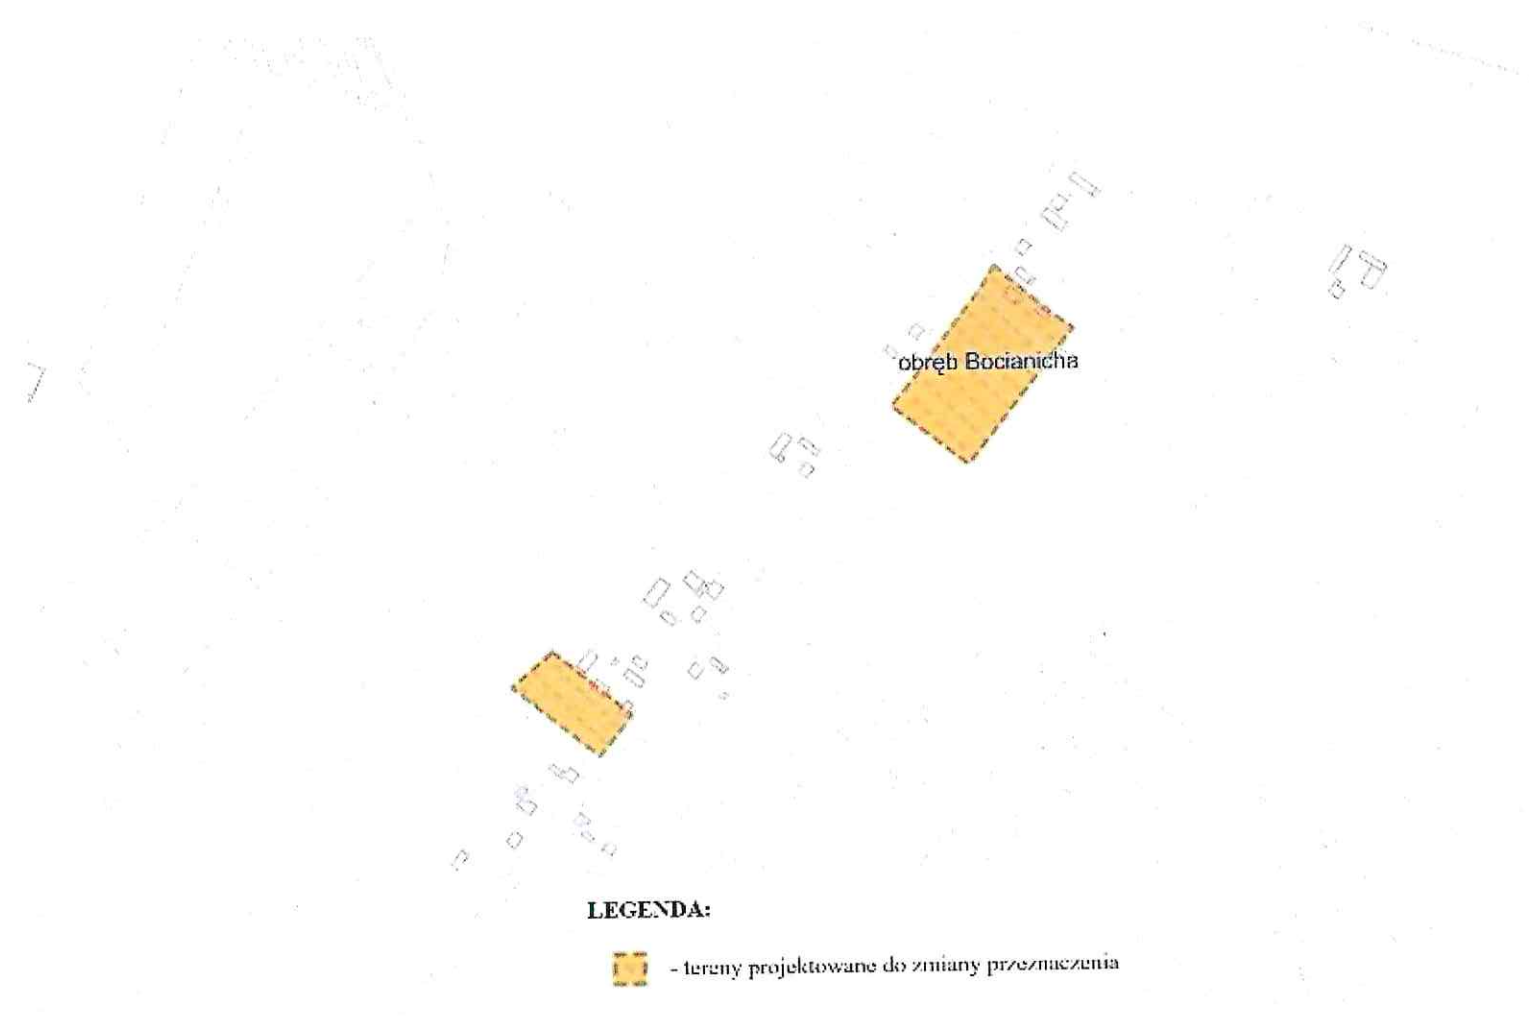 obręb Bocianicha
LEGENDA:
- tereny projektowane do zmiany przeznaczenia